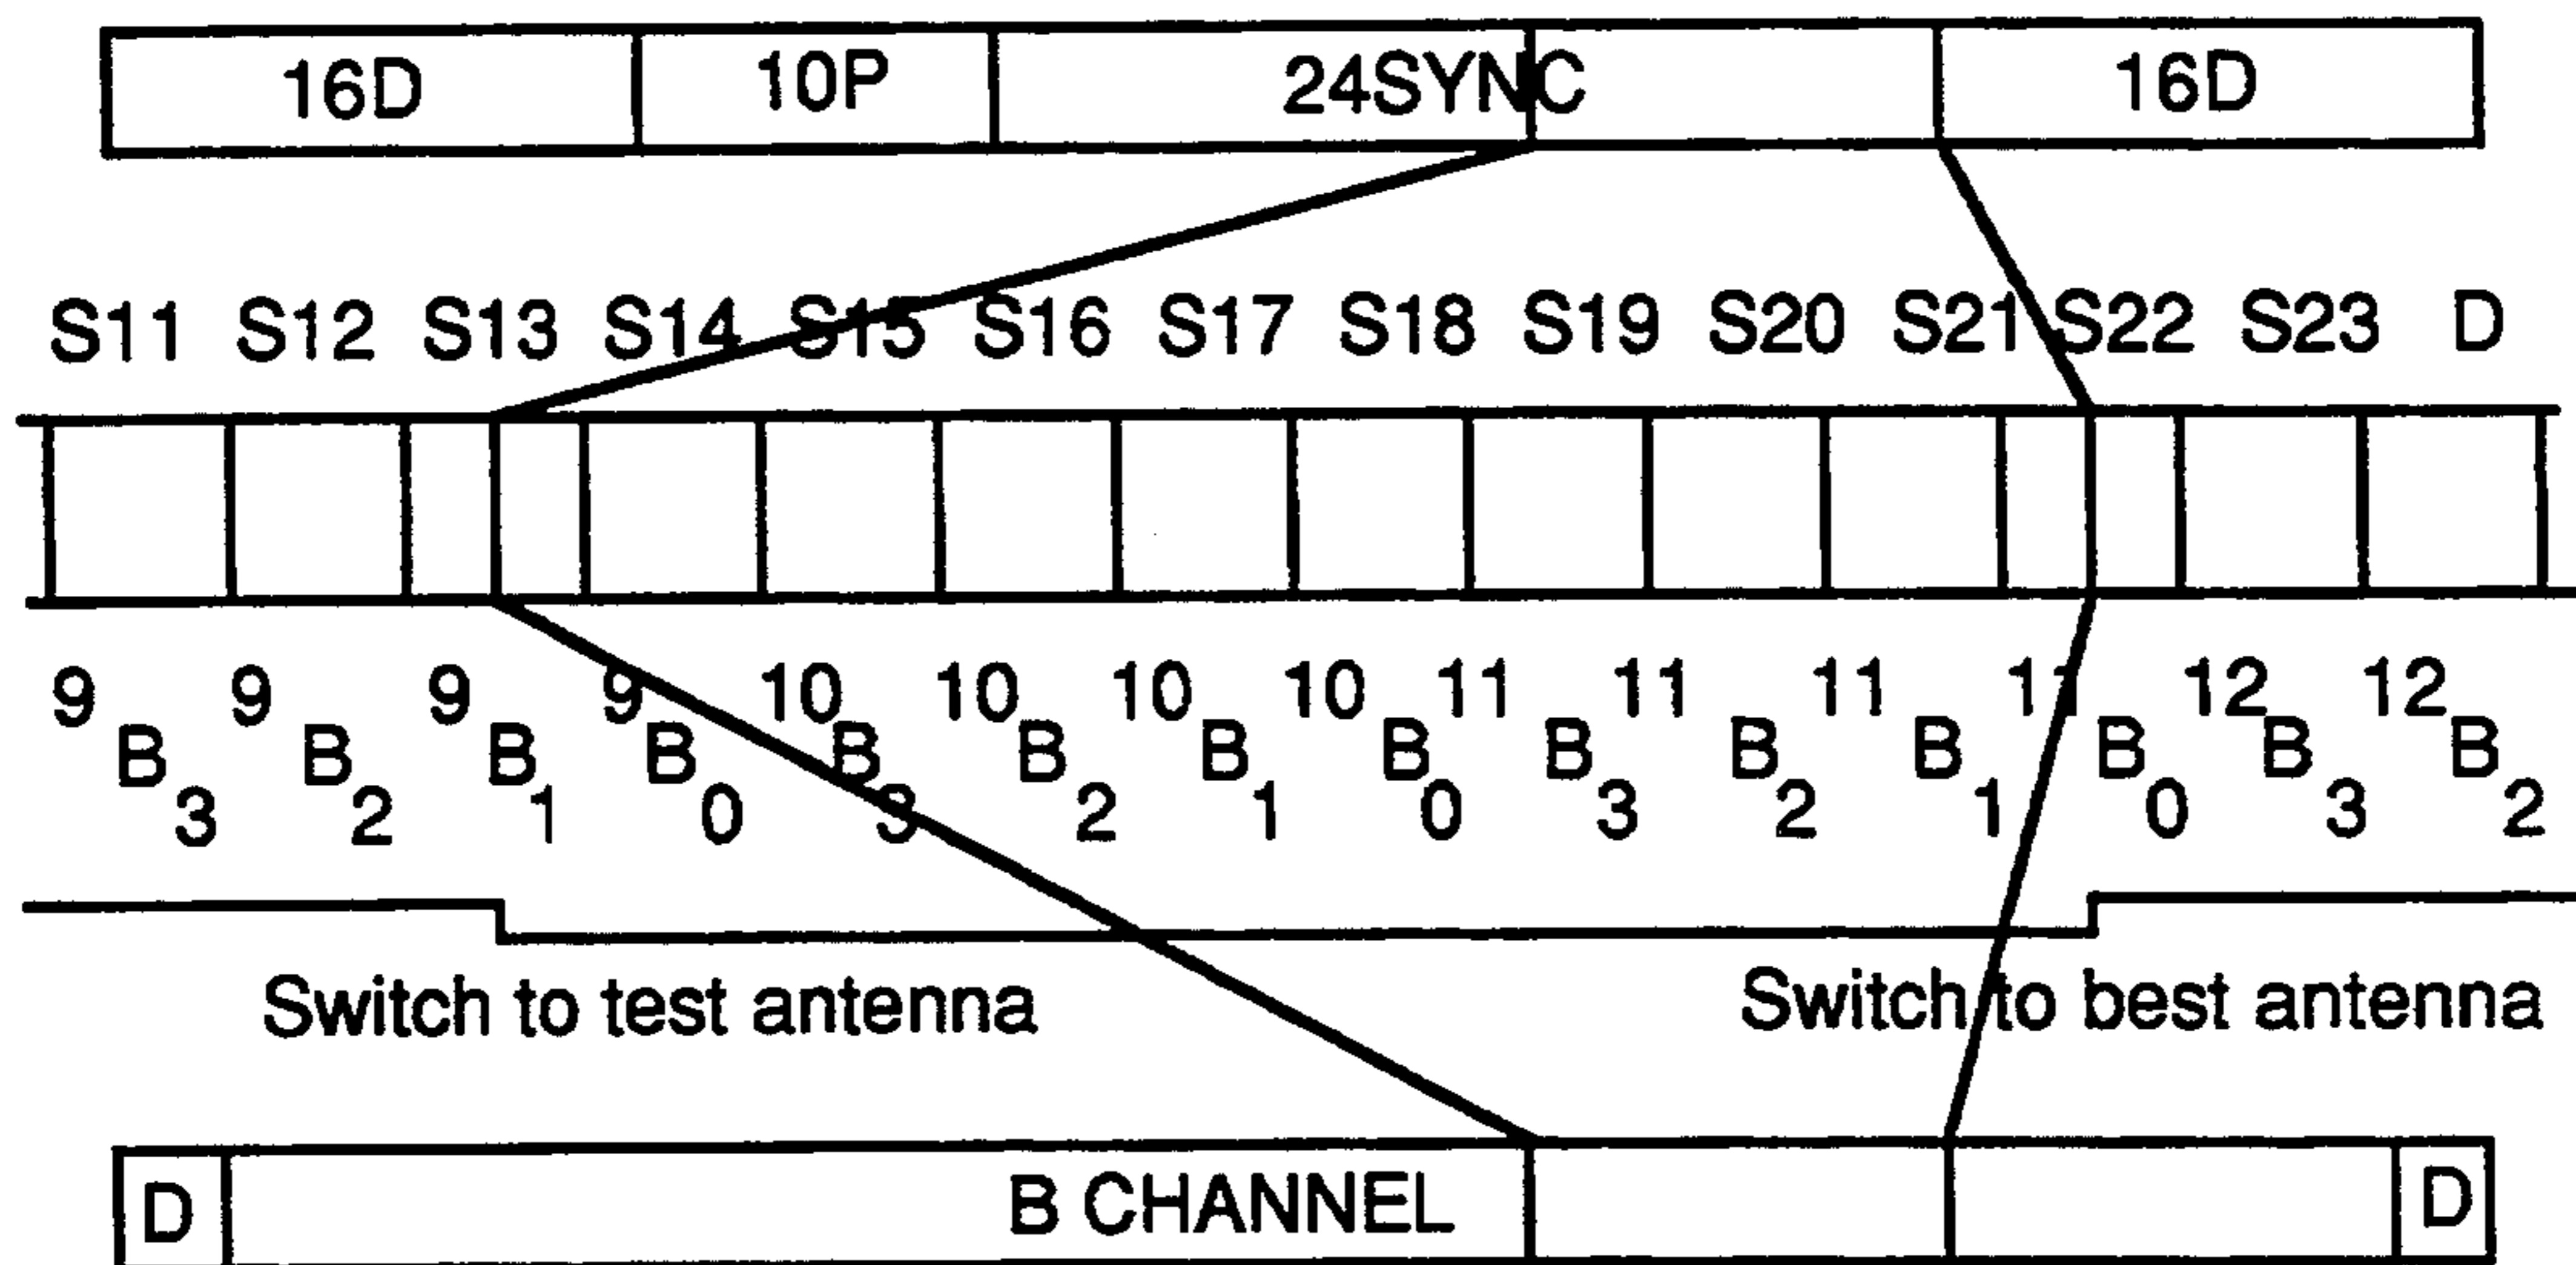 16D 10P 24SYNC 16D
S11 S12 S13 S14 S15 S16 S17 S18 S19 S20 S21 S22 S23 D
9 9 9 9 10 10 10 10 11 11 11 11 12 12
B B B B B B B B B B B B B B
3 2 1 0 3 2 1 0 3 2 1 0 3 2
Switch to test antenna Switch to best antenna
D B CHANNEL D